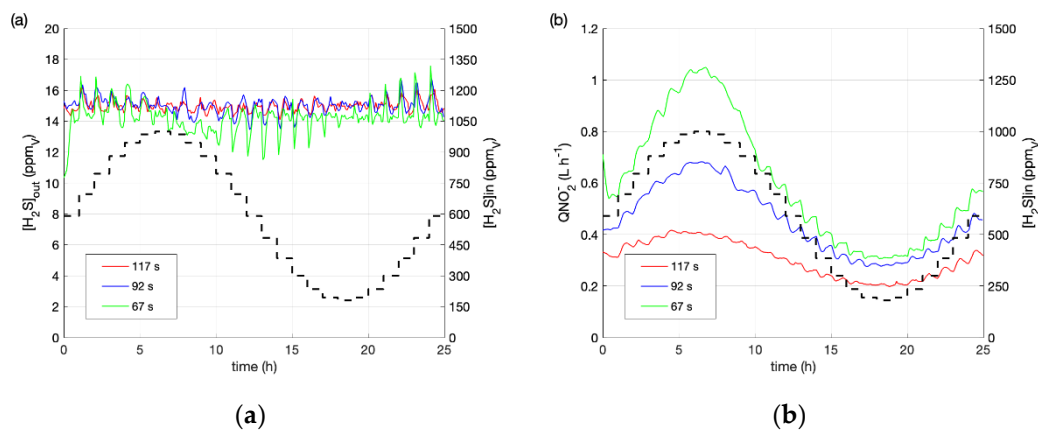 (a)
[H2S]out (ppmV)
20
18
16
14
12
10
8
6
4
2
0
1500
1350
1200
1050
900
750
600
450
300
150
0
[H2S]in (ppmV)
117 s
92 s
67 s
0 5 10 15 20 25
time (h)
(a)
(b)
QNO2- (L h-1)
1.2
1
0.8
0.6
0.4
0.2
0
1500
1250
1000
750
500
250
0
[H2S]in (ppmV)
117 s
92 s
67 s
0 5 10 15 20 25
time (h)
(b)